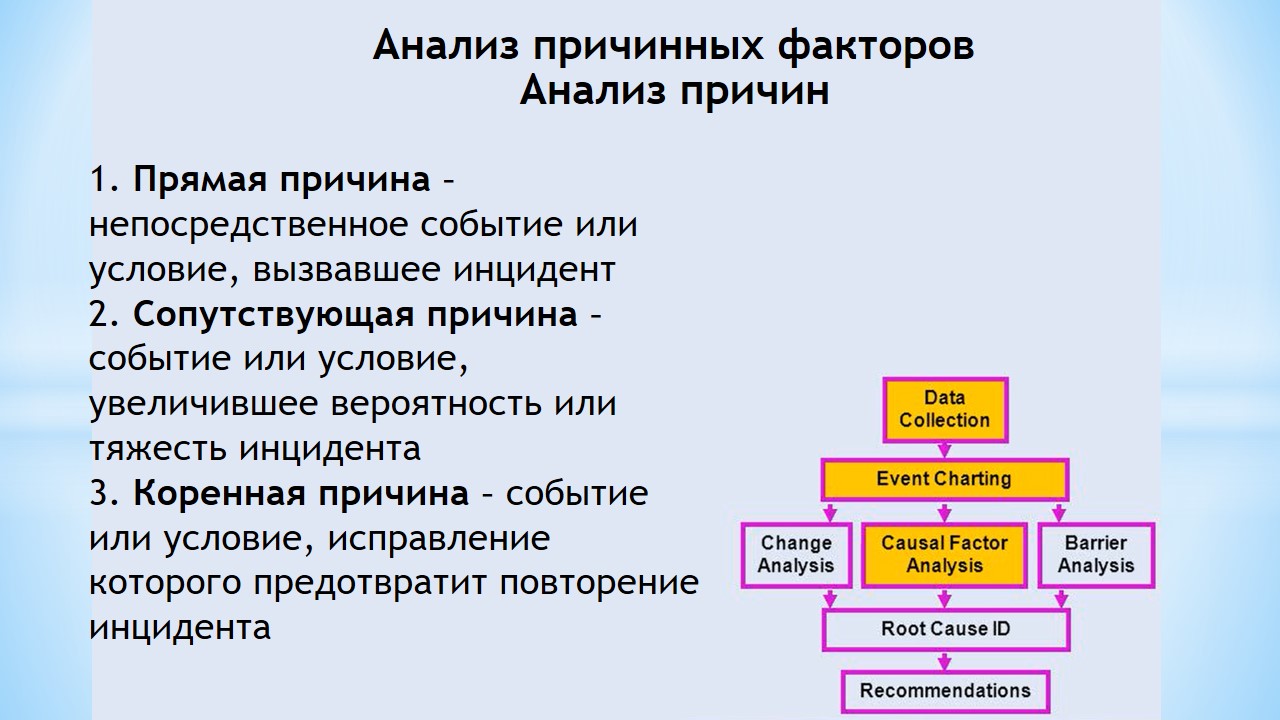 Анализ причинных факторов
Анализ причин
1. Прямая причина –
непосредственное событие или
условие, вызвавшее инцидент
2. Сопутствующая причина –
событие или условие,
увеличившее вероятность или
тяжесть инцидента
3. Коренная причина – событие
или условие, исправление
которого предотвратит повторение
инцидента
Data
Collection
Event Charting
Change
Analysis
Causal Factor
Analysis
Barrier
Analysis
Root Cause ID
Recommendations